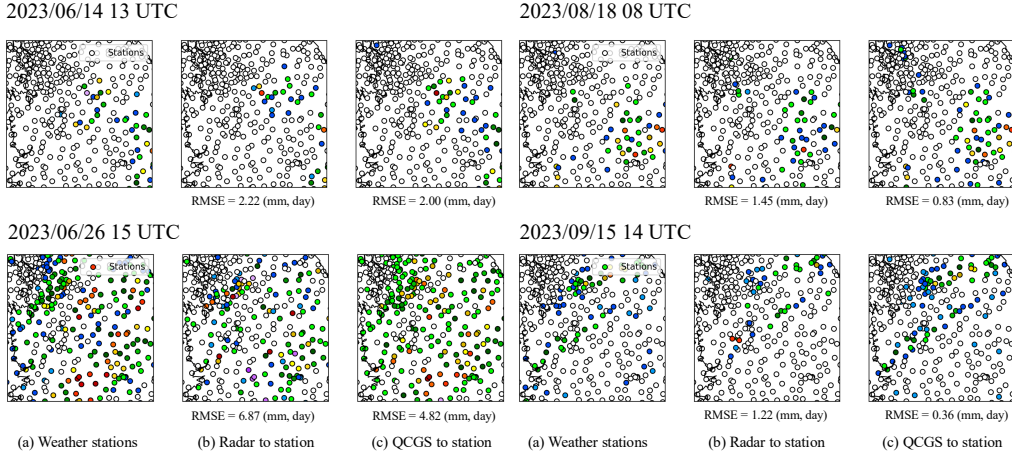 2023/06/14 13 UTC
2023/08/18 08 UTC
Stations
Stations
RMSE = 2.22 (mm, day)
RMSE = 2.00 (mm, day)
RMSE = 1.45 (mm, day)
RMSE = 0.83 (mm, day)
2023/06/26 15 UTC
2023/09/15 14 UTC
Stations
Stations
RMSE = 6.87 (mm, day)
RMSE = 4.82 (mm, day)
RMSE = 1.22 (mm, day)
RMSE = 0.36 (mm, day)
(a) Weather stations
(b) Radar to station
(c) QCGS to station
(a) Weather stations
(b) Radar to station
(c) QCGS to station